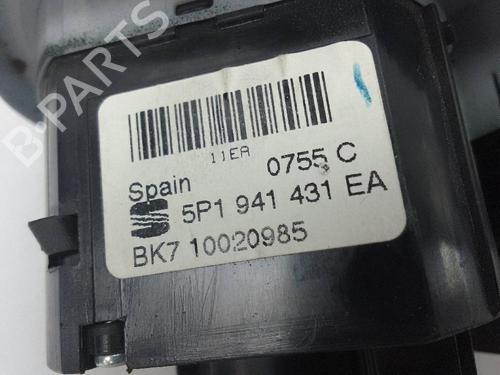 B-PARTS
11EA
0755 C
Spain
5P1 941 431 EA
BK7 10020985